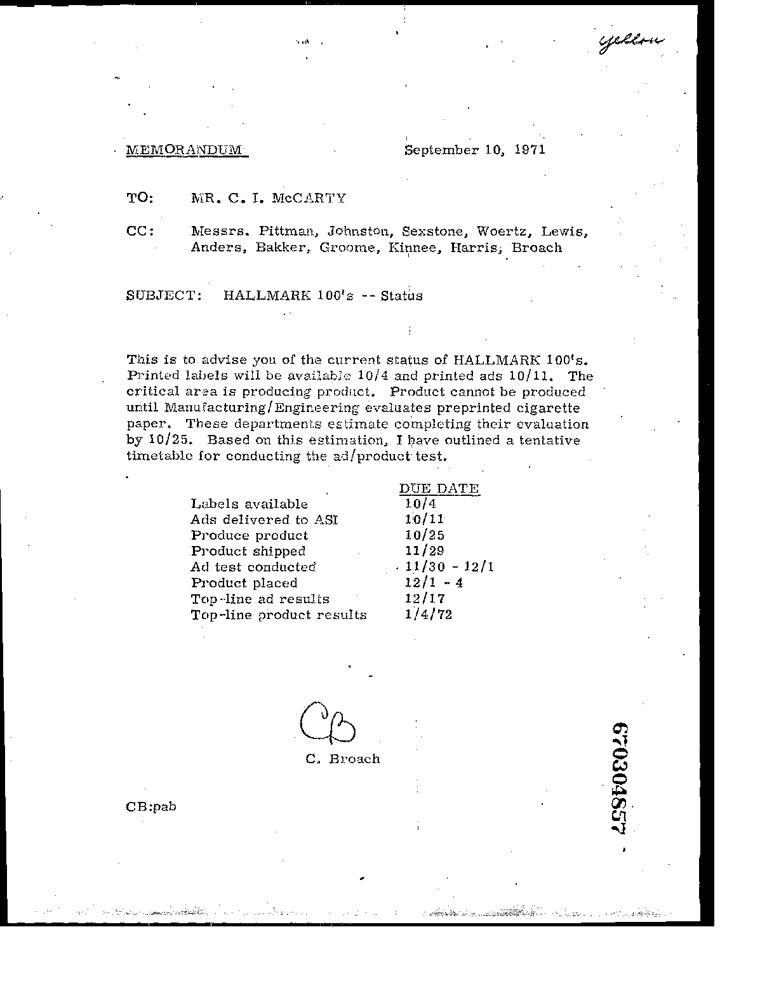 yellow
MEMORANDUM September 10, 1971
TO: MR. C. I. McCARTY
CC: Messrs. Pittman, Johnston, Sexstone, Woertz, Lewis,
Anders, Bakker, Groome, Kinnee, Harris, Broach
SUBJECT: HALLMARK 100's -- Status
This is to advise you of the current status of HALLMARK 100's.
Printed labels will be available 10/4 and printed ads 10/11. The
critical area is producing product. Product cannot be produced
until Manufacturing/Engineering evaluates preprinted cigarette
paper. These departments estimate completing their evaluation
by 10/25. Based on this estimation, I have outlined a tentative
timetable for conducting the ad/product test.
DUE DATE
Labels available 10/4
Ads delivered to ASI 10/11
Produce product 10/25
Product shipped 11/29
Ad test conducted 11/30 - 12/1
Product placed 12/1 - 4
Top-line ad results 12/17
Top-line product results 1/4/72
CB
C. Broach
CB:pab
670304857